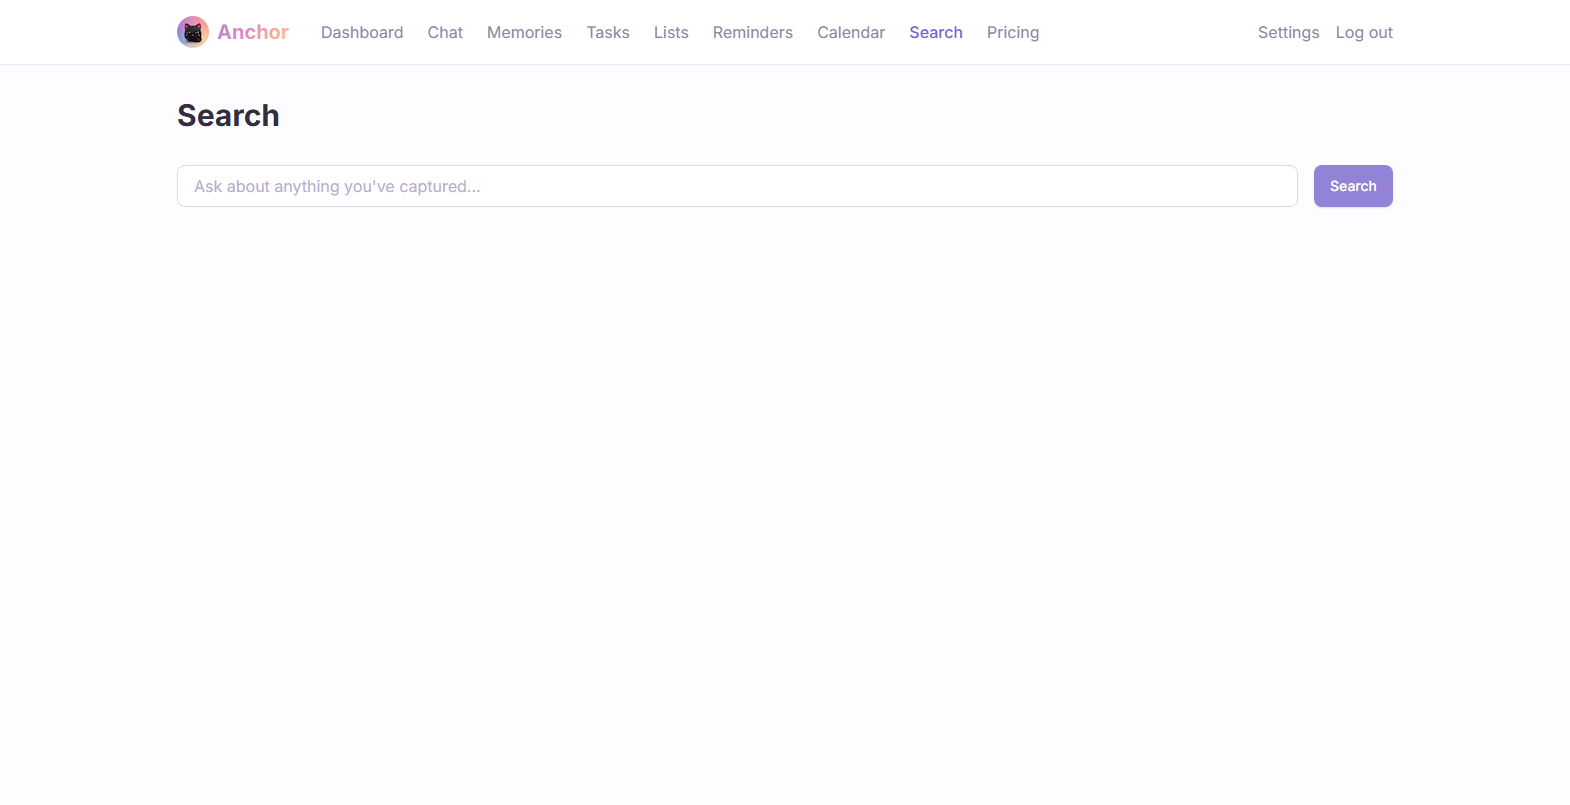 Anchor Dashboard Chat Memories Tasks Lists Reminders Calendar Search Pricing Settings Log out
Search
Ask about anything you've captured... Search